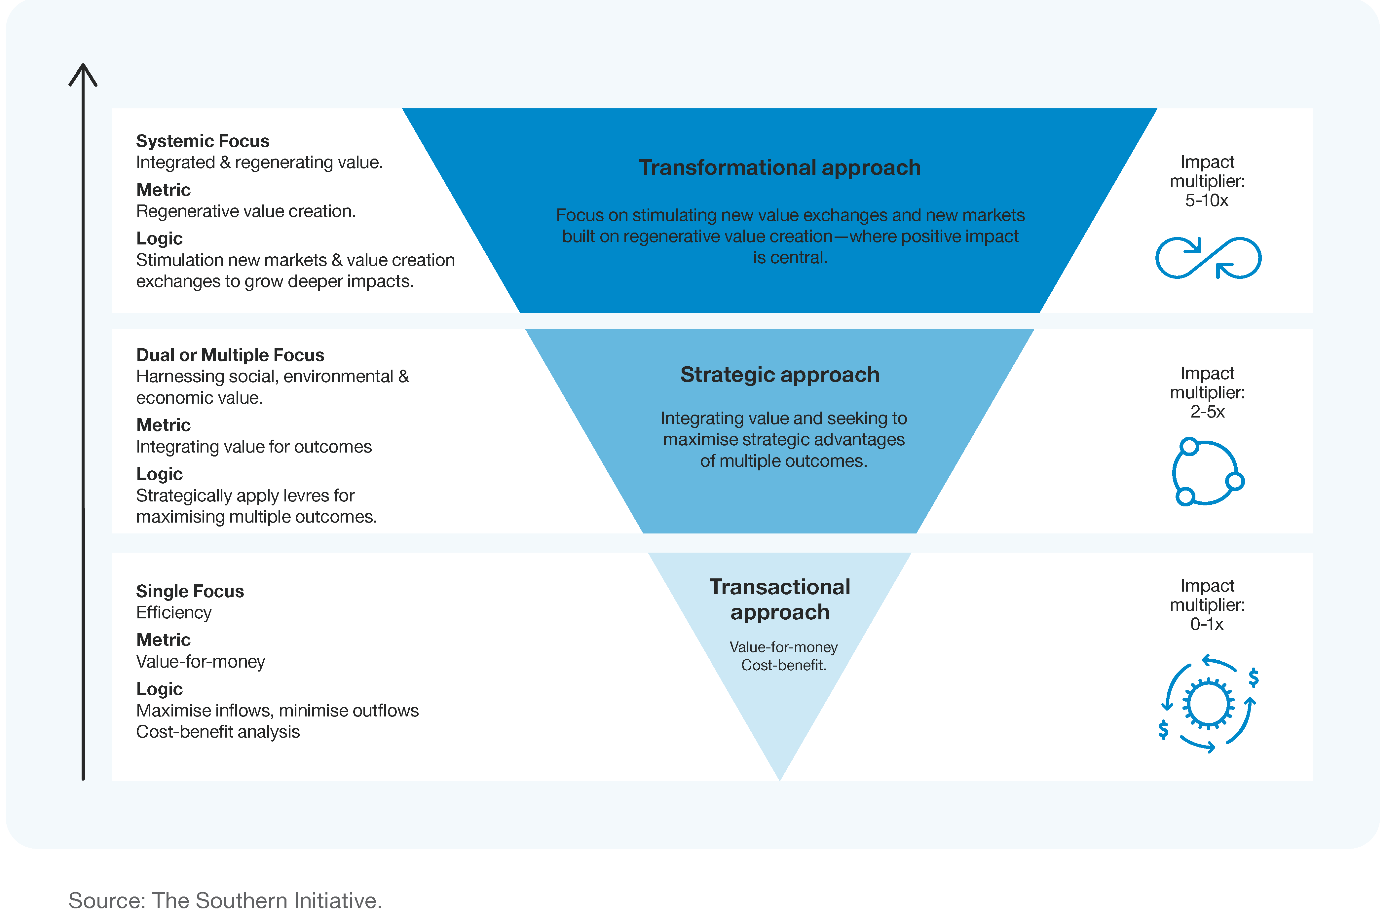 Systemic Focus
Integrated & regenerating value.
Metric
Regenerative value creation.
Logic
Stimulation new markets & value creation
exchanges to grow deeper impacts.
Transformational approach
Focus on stimulating new value exchanges and new markets
built on regenerative value creation—where positive impact
is central.
Impact
multiplier:
5-10x
Dual or Multiple Focus
Harnessing social, environmental &
economic value.
Metric
Integrating value for outcomes
Logic
Strategically apply levres for
maximising multiple outcomes.
Strategic approach
Integrating value and seeking to
maximise strategic advantages
of multiple outcomes.
Impact
multiplier:
2-5x
Single Focus
Efficiency
Metric
Value-for-money
Logic
Maximise inflows, minimise outflows
Cost-benefit analysis
Transactional
approach
Value-for-money
Cost-benefit.
Impact
multiplier:
0-1x
$
$
Source: The Southern Initiative.